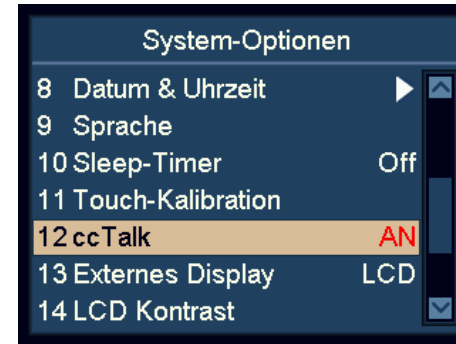 System-Optionen
8 Datum & Uhrzeit
9 Sprache
10 Sleep-Timer Off
11 Touch-Kalibration
12 ccTalk AN
13 Externes Display LCD
14 LCD Kontrast